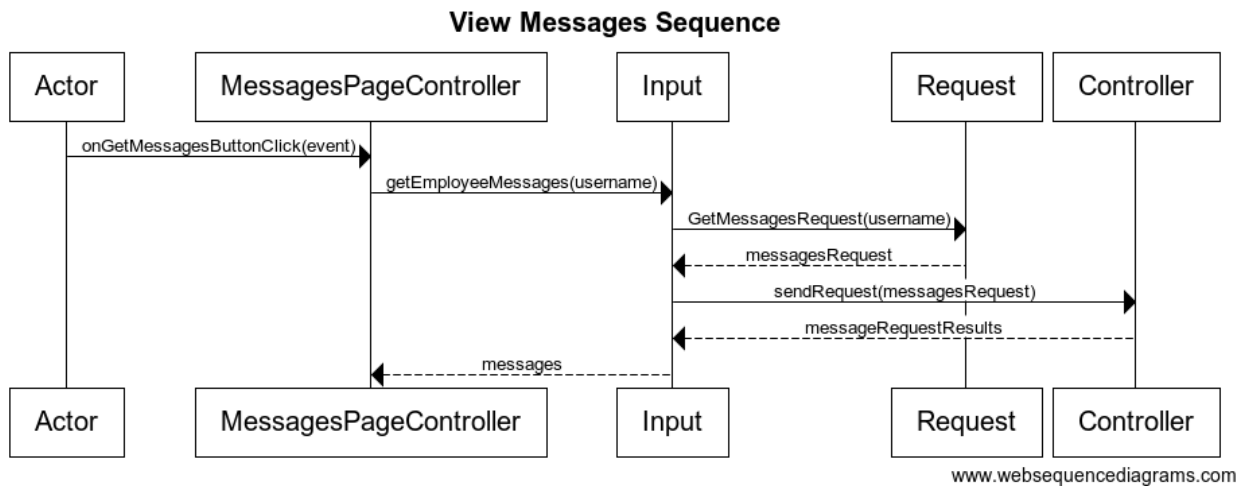 View Messages Sequence
Actor MessagesPageController Input Request Controller
onGetMessagesButtonClick(event)
getEmployeeMessages(username)
GetMessagesRequest(username)
messagesRequest
sendRequest(messagesRequest)
messageRequestResults
messages
Actor MessagesPageController Input Request Controller
www.websequencediagrams.com